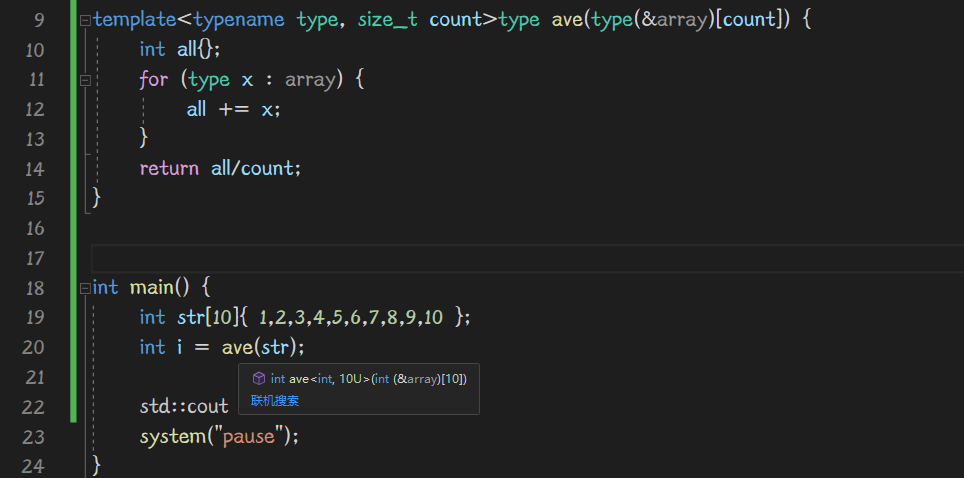 9 template<typename type, size_t count>type ave(type(&array)[count]) {
10 int all{};
11 for (type x : array) {
12 all += x;
13 }
14 return all/count;
15 }
16
17
18 int main() {
19 int str[10]{ 1,2,3,4,5,6,7,8,9,10 };
20 int i = ave(str);
21 int ave<int, 10U>(int (&array)[10])
联机搜索
22 std::cout
23 system("pause");
24 }